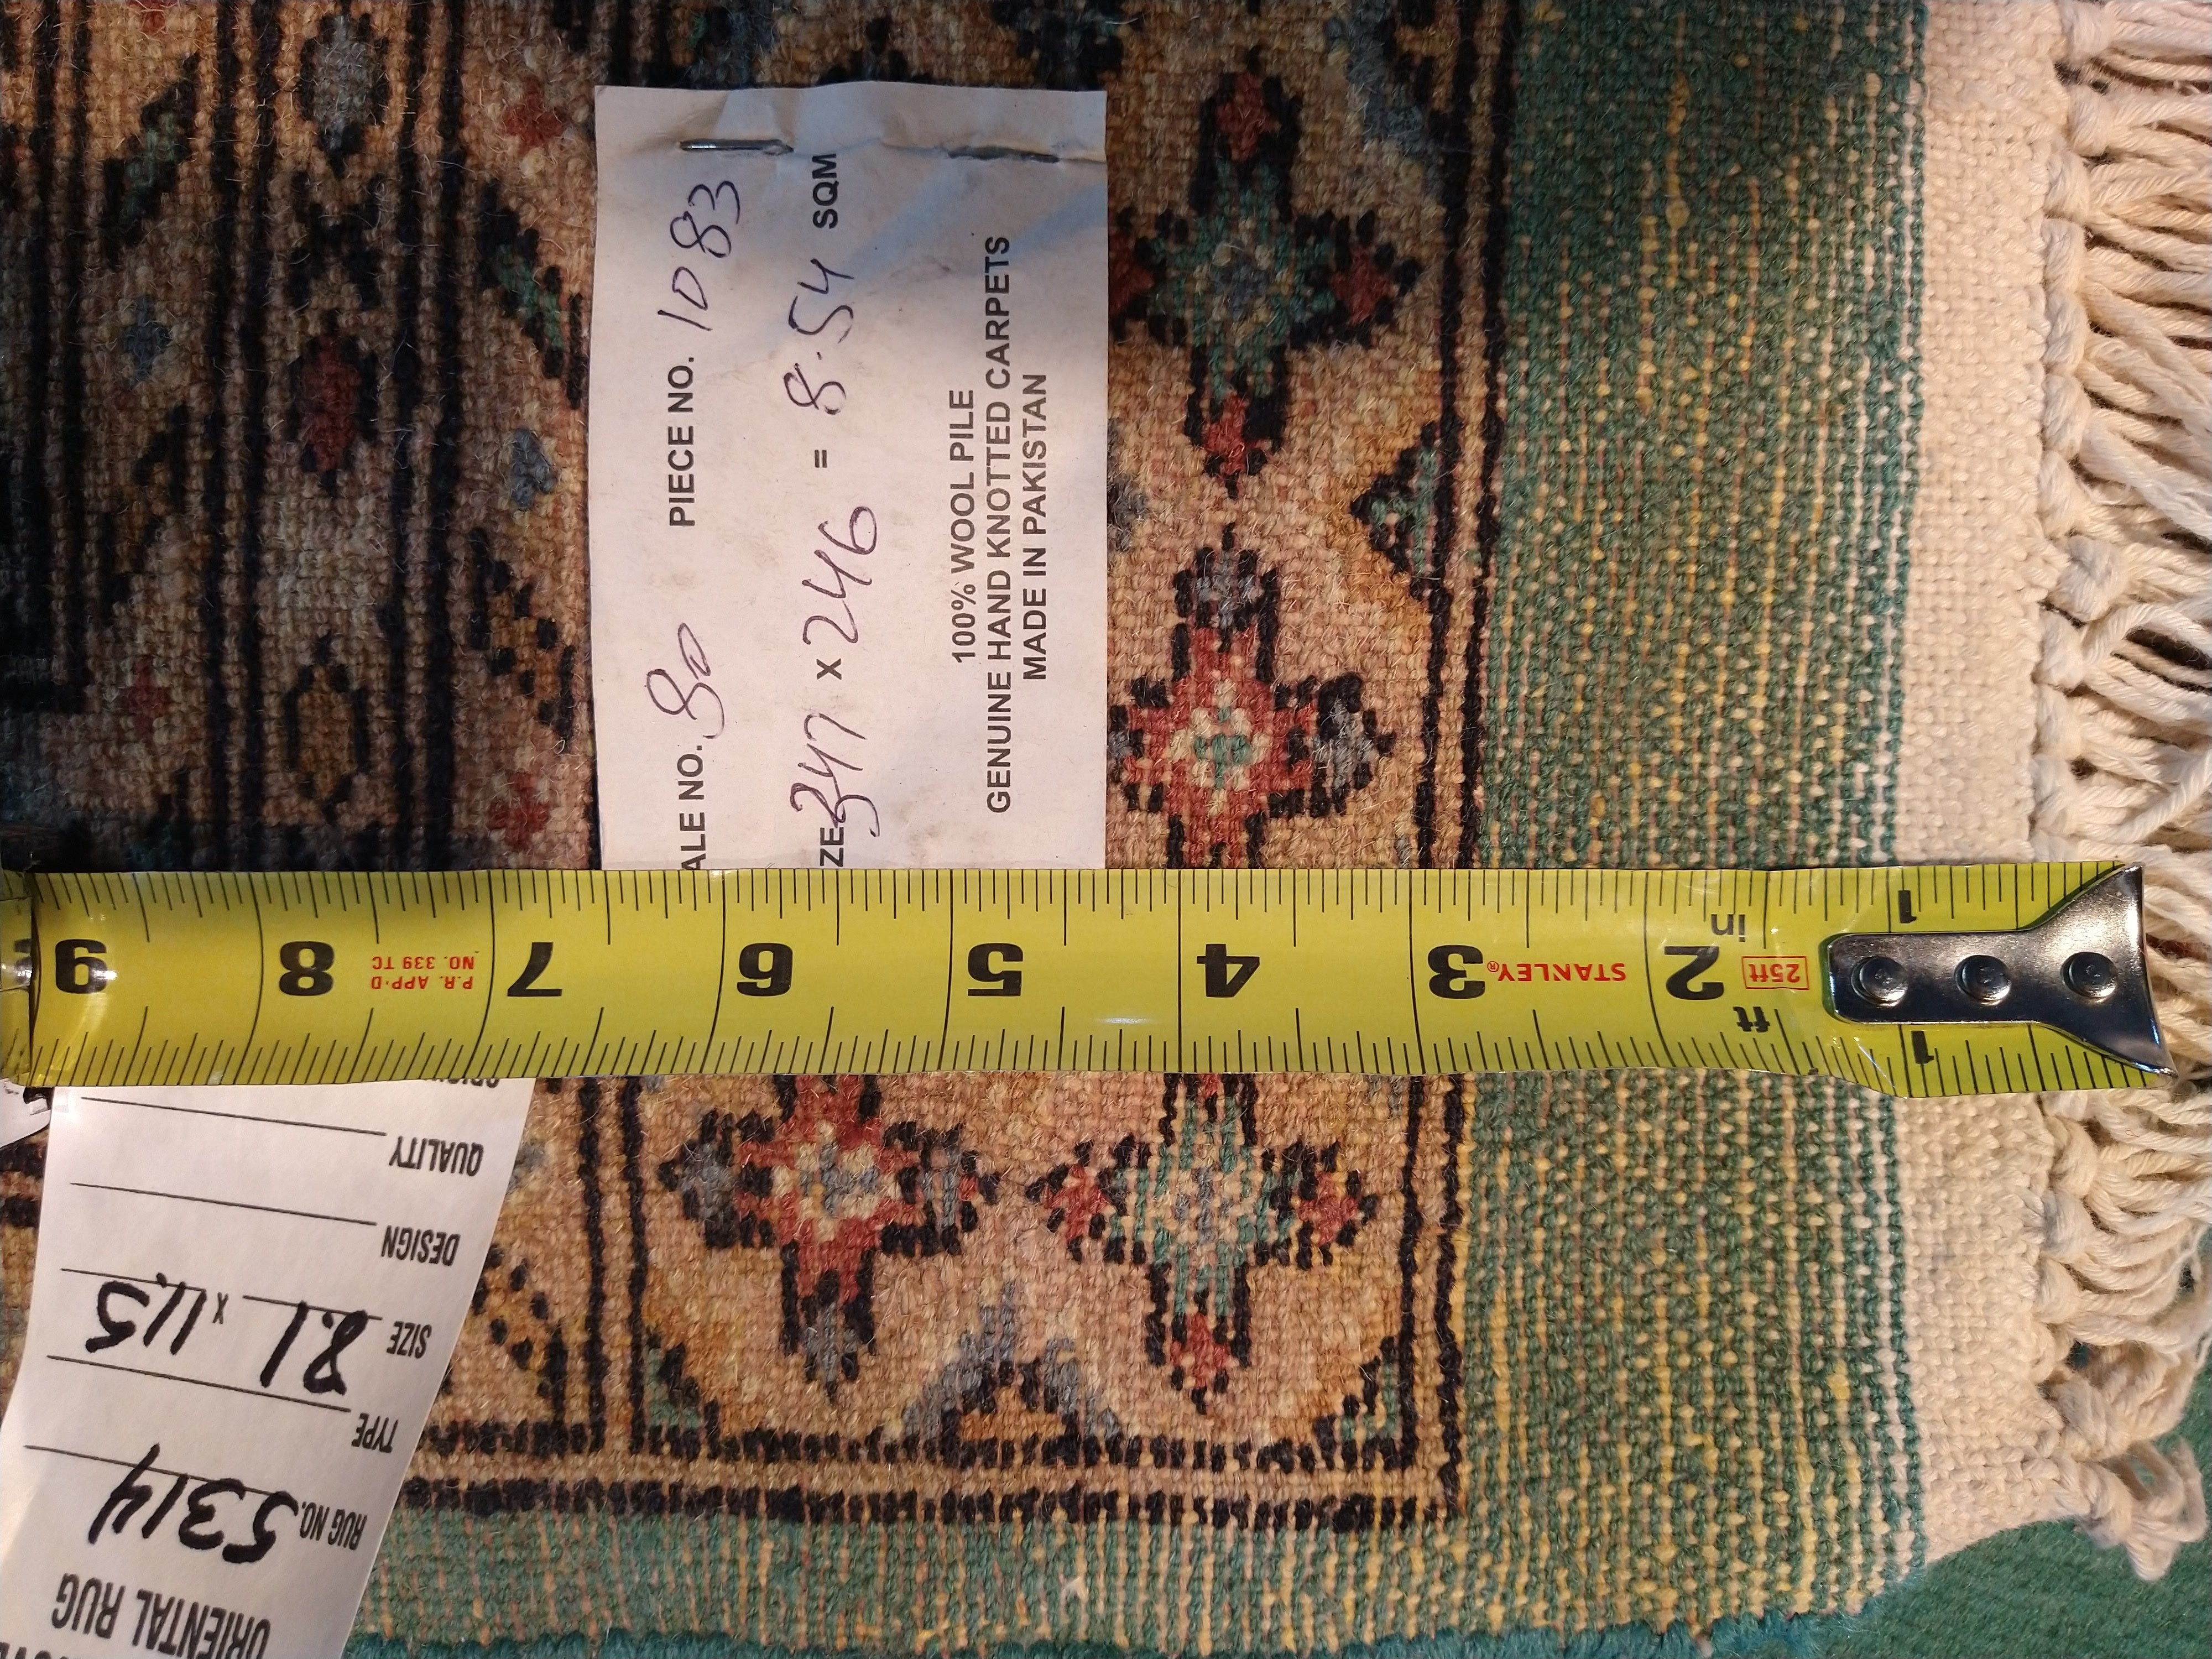 ALE NO. 80 PIECE NO. 1083
ZE 347 x 246 = 8.54 SQM
100% WOOL PILE
GENUINE HAND KNOTTED CARPETS
MADE IN PAKISTAN
1 2 3 4 5 6 7 8 9
in
25ft
STANLEY®
P.R. APP'D
NO. 339 TC
ft
1
ORIENTAL RUG
RUG NO. 5314
TYPE
SIZE 8.1 x 11.5
DESIGN
QUALITY